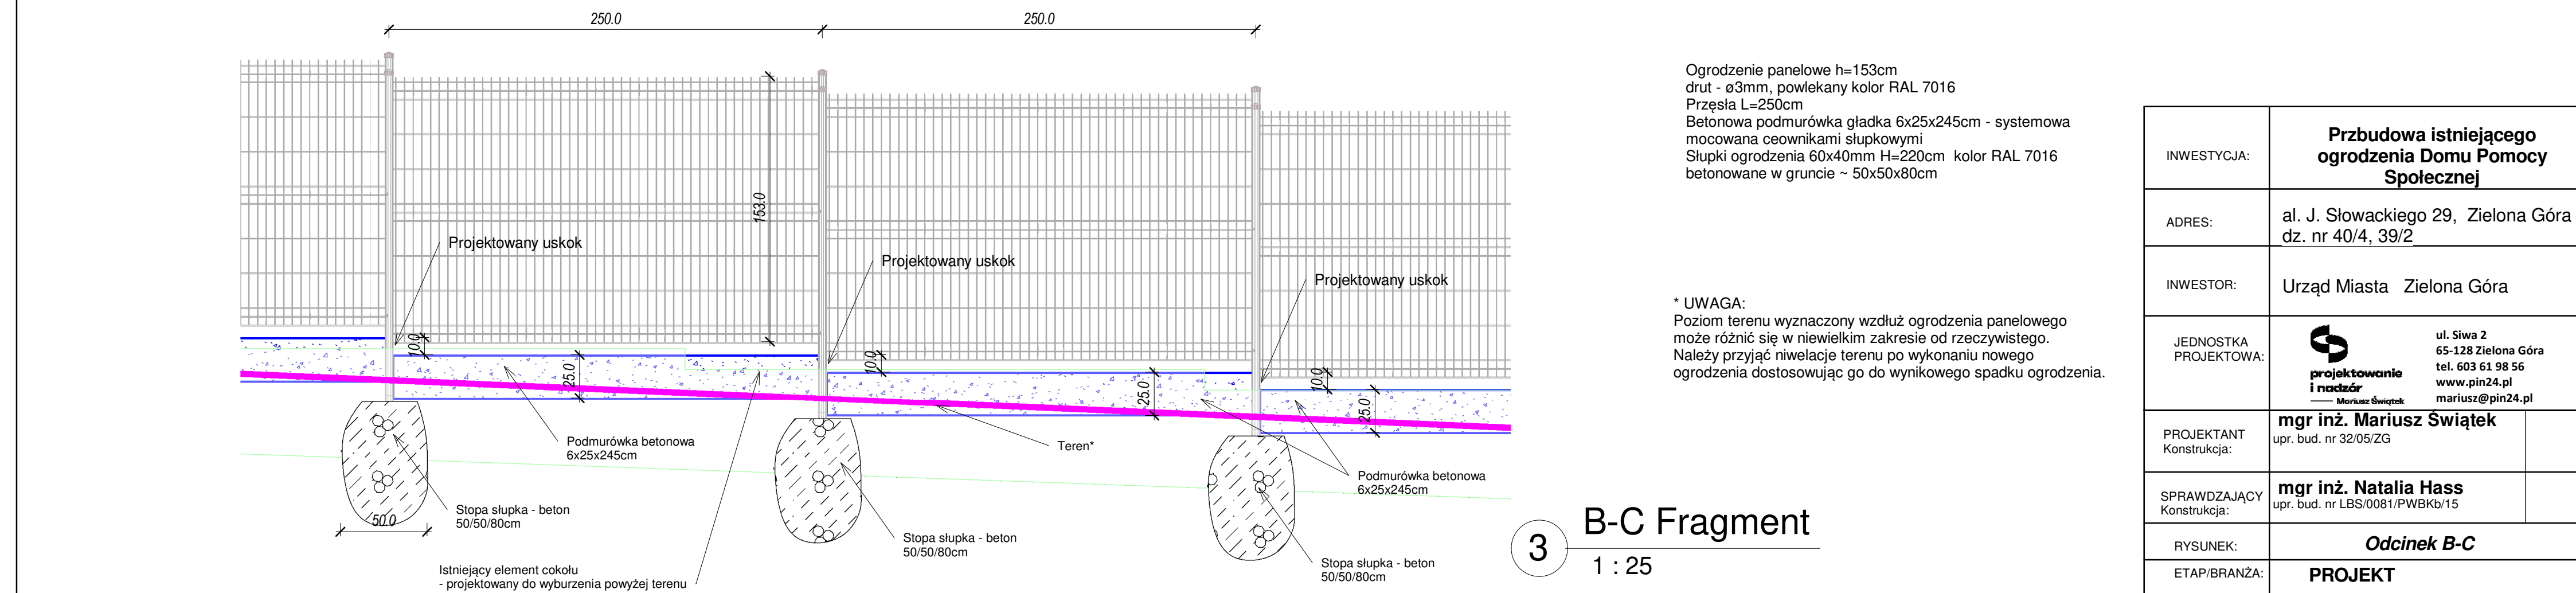 250.0
250.0
153.0
Projektowany uskok
Projektowany uskok
Projektowany uskok
10.0
10.0
10.0
25.0
25.0
25.0
Podmurówka betonowa
6x25x245cm
Teren*
Podmurówka betonowa
6x25x245cm
Stopa słupka - beton
50/50/80cm
50.0
Stopa słupka - beton
50/50/80cm
Stopa słupka - beton
50/50/80cm
Istniejący element cokołu
- projektowany do wyburzenia powyżej terenu
Ogrodzenie panelowe h=153cm
drut - ø3mm, powlekany kolor RAL 7016
Przęsła L=250cm
Betonowa podmurówka gładka 6x25x245cm - systemowa
mocowana ceownikami słupkowymi
Słupki ogrodzenia 60x40mm H=220cm kolor RAL 7016
betonowane w gruncie ~ 50x50x80cm
* UWAGA:
Poziom terenu wyznaczony wzdłuż ogrodzenia panelowego
może różnić się w niewielkim zakresie od rzeczywistego.
Należy przyjąć niwelacje terenu po wykonaniu nowego
ogrodzenia dostosowując go do wynikowego spadku ogrodzenia.
3
B-C Fragment
1 : 25
INWESTYCJA:
Przbudowa istniejącego
ogrodzenia Domu Pomocy
Społecznej
ADRES:
al. J. Słowackiego 29, Zielona Góra
dz. nr 40/4, 39/2
INWESTOR:
Urząd Miasta Zielona Góra
JEDNOSTKA
PROJEKTOWA:
projektowanie
i nadzór
Mariusz Świątek
ul. Siwa 2
65-128 Zielona Góra
tel. 603 61 98 56
www.pin24.pl
mariusz@pin24.pl
PROJEKTANT
Konstrukcja:
mgr inż. Mariusz Świątek
upr. bud. nr 32/05/ZG
SPRAWDZAJĄCY
Konstrukcja:
mgr inż. Natalia Hass
upr. bud. nr LBS/0081/PWBKb/15
RYSUNEK:
Odcinek B-C
ETAP/BRANŻA:
PROJEKT